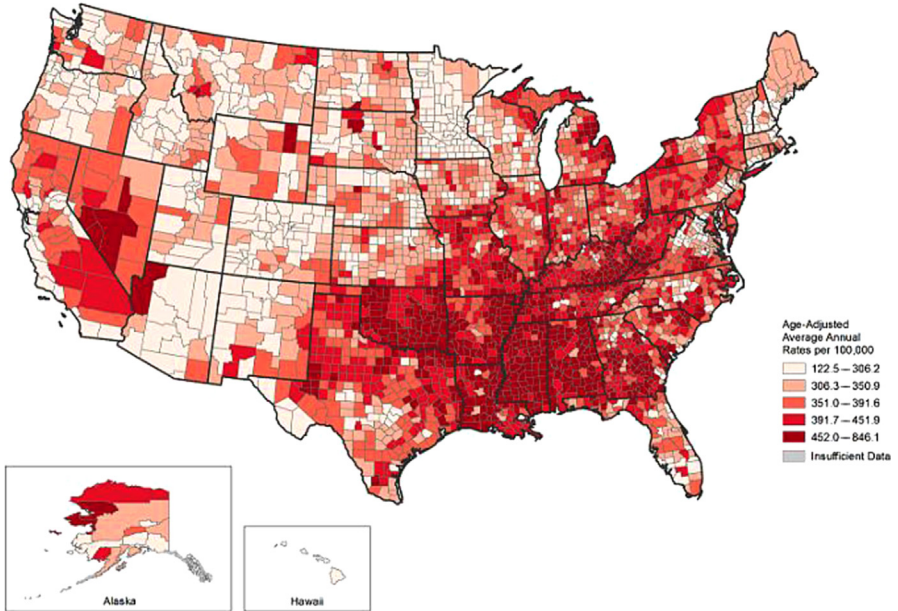 Age-Adjusted
Average Annual
Rates per 100,000
122.5—306.2
306.3—350.9
351.0—391.6
391.7—451.9
452.0—846.1
Insufficient Data
Alaska
Hawaii